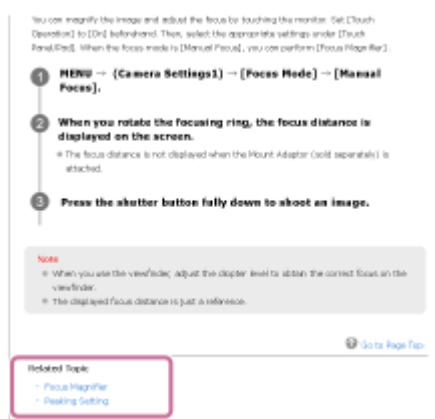 You can magnify the image and adjust the focus by touching the monitor. Set [Touch
Operation] to [On] beforehand. Then, select the appropriate settings under [Touch
Panel/Pad]. When the focus mode is [Manual Focus], you can perform [Focus Magnifier].
1 MENU → (Camera Settings1) → [Focus Mode] → [Manual
Focus].
2 When you rotate the focusing ring, the focus distance is
displayed on the screen.
The focus distance is not displayed when the Mount Adaptor (sold separately) is
attached.
3 Press the shutter button fully down to shoot an image.
Note
When you use the viewfinder, adjust the diopter level to obtain the correct focus on the
viewfinder.
The displayed focus distance is just a reference.
Go to Page Top
Related Topic
Focus Magnifier
Peaking Setting